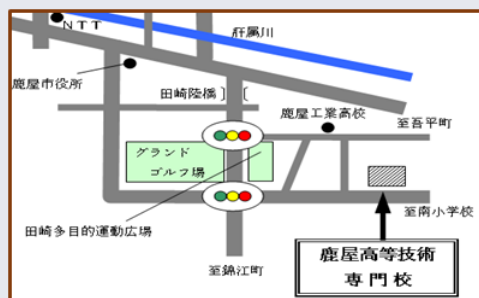 NTT
肝属川
鹿屋市役所
田崎陸橋
鹿屋工業高校
至吾平町
グランド
ゴルフ場
至南小学校
田崎多目的運動広場
鹿屋高等技術
専門校
至錦江町